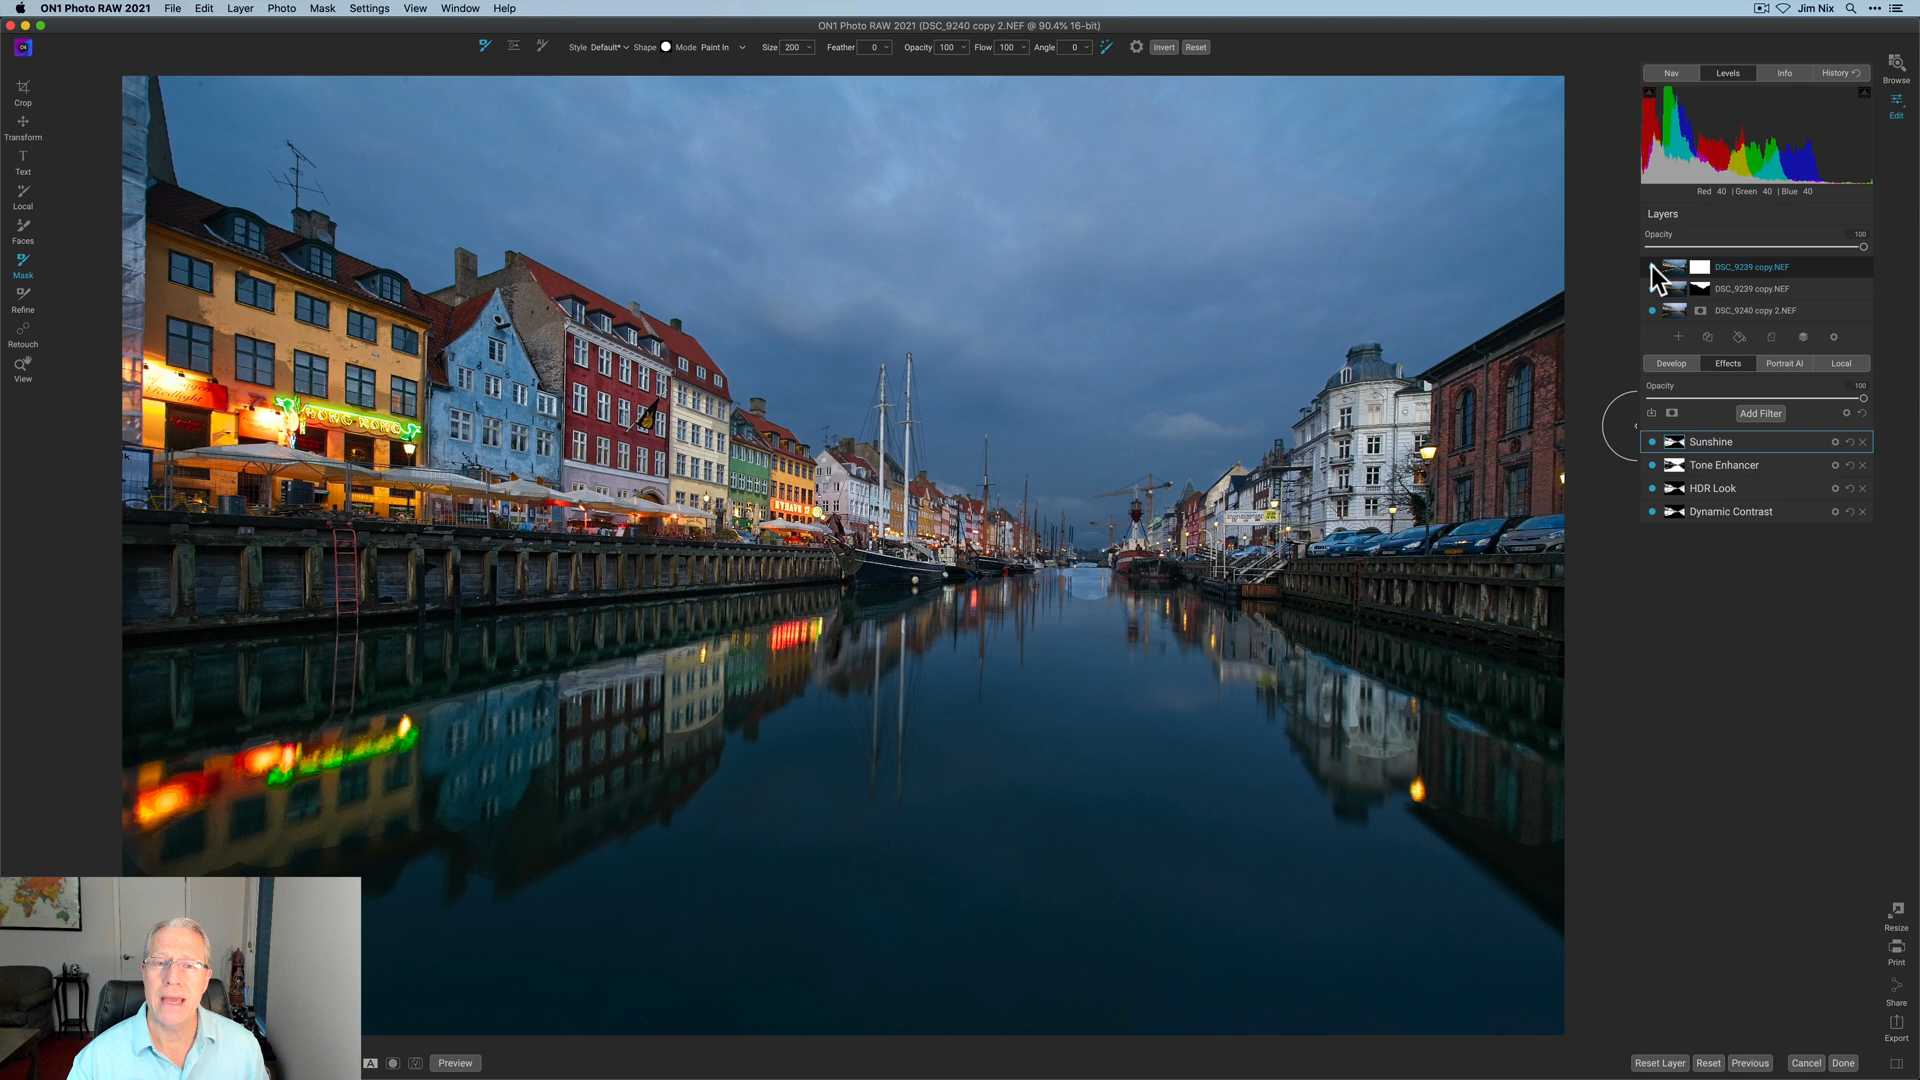 ON1 Photo RAW 2021 File Edit Layer Photo Mask Settings View Window Help Jim Nix
ON1 Photo RAW 2021 (DSC_9240 copy 2.NEF @ 90.4% 16-bit)
Style Default* Shape Mode Paint In Size 200 Feather 0 Opacity 100 Flow 100 Angle 0 Invert Reset
Crop
Transform
Text
Local
Faces
Mask
Refine
Retouch
View
HONG KONG
NYHAVN 17
Nav Levels Info History
Red 40 | Green 40 | Blue 40
Layers
Opacity 100
DSC_9239 copy.NEF
DSC_9239 copy.NEF
DSC_9240 copy 2.NEF
Develop Effects Portrait AI Local
Opacity 100
Add Filter
Sunshine
Tone Enhancer
HDR Look
Dynamic Contrast
Browse
Edit
Resize
Print
Share
Export
A Preview
Reset Layer Reset Previous Cancel Done